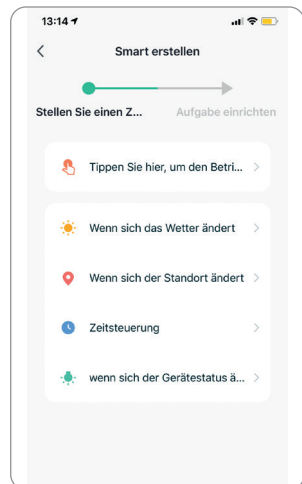 13:14
Smart erstellen
Stellen Sie einen Z... Aufgabe einrichten
Tippen Sie hier, um den Betri...
Wenn sich das Wetter ändert
Wenn sich der Standort ändert
Zeitsteuerung
wenn sich der Gerätestatus ä...